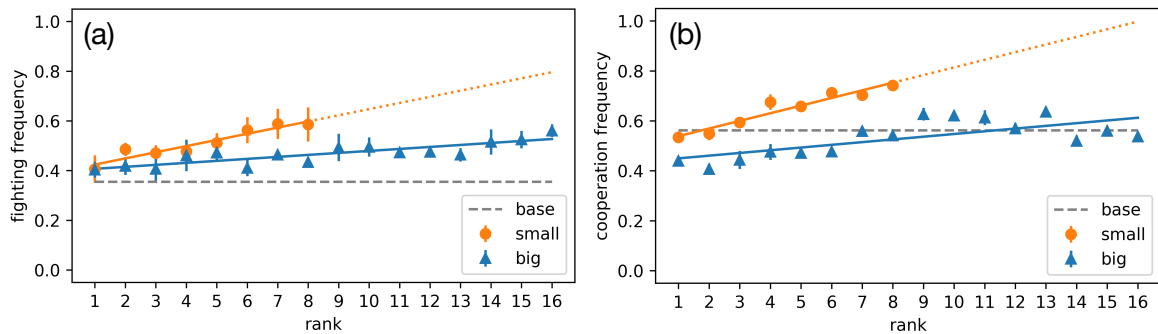 (a)
fighting frequency
1.0
0.8
0.6
0.4
0.2
0.0
base
small
big
1 2 3 4 5 6 7 8 9 10 11 12 13 14 15 16
rank
(b)
cooperation frequency
1.0
0.8
0.6
0.4
0.2
0.0
base
small
big
1 2 3 4 5 6 7 8 9 10 11 12 13 14 15 16
rank